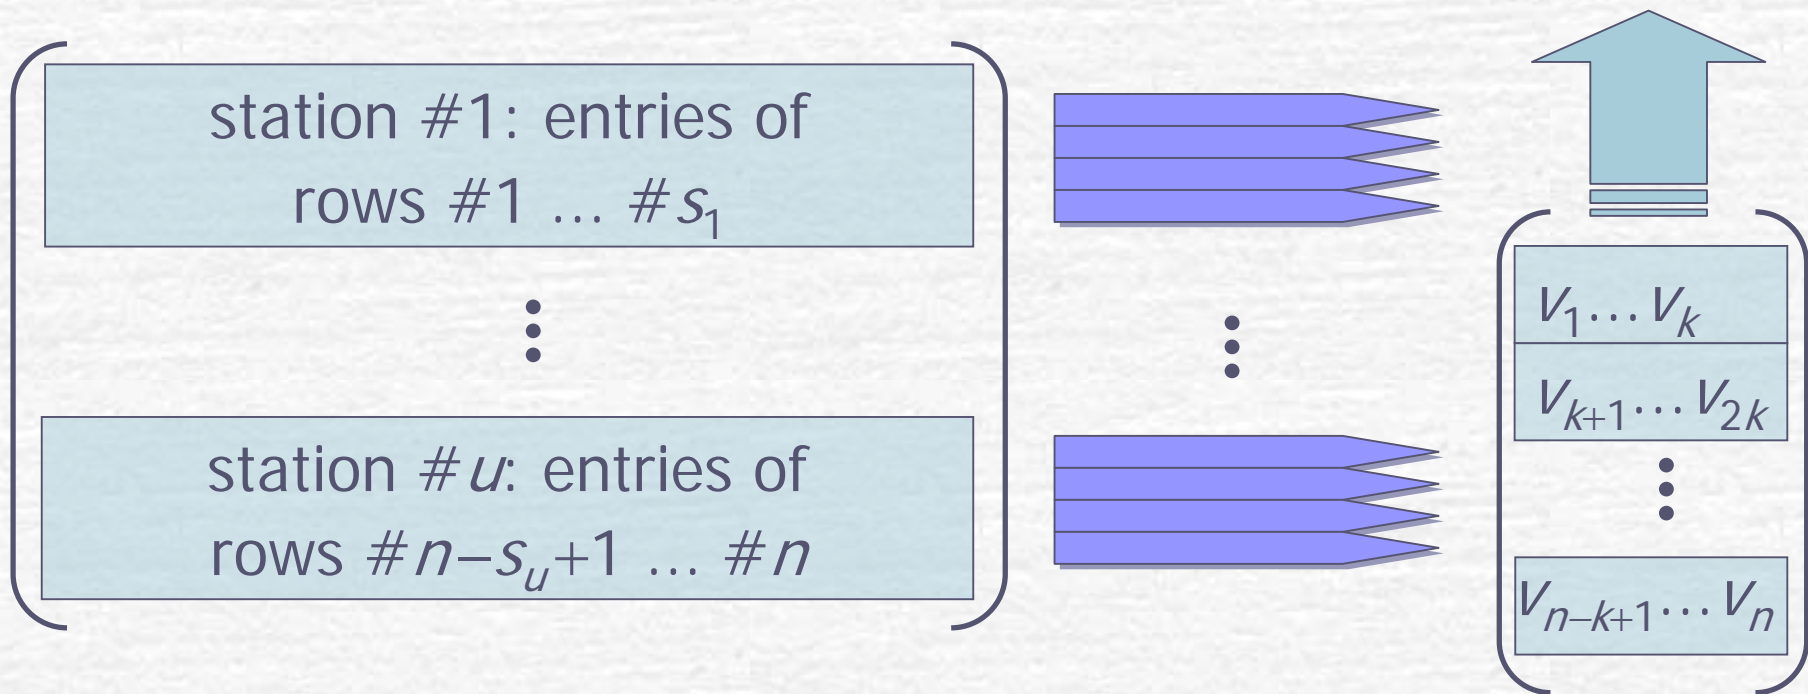 station #1: entries of
rows #1 … #s₁
⋮
station #u: entries of
rows #n−sᵤ+1 … #n
⋮
V₁…Vₖ
Vₖ₊₁…V₂ₖ
⋮
Vₙ₋ₖ₊₁…Vₙ